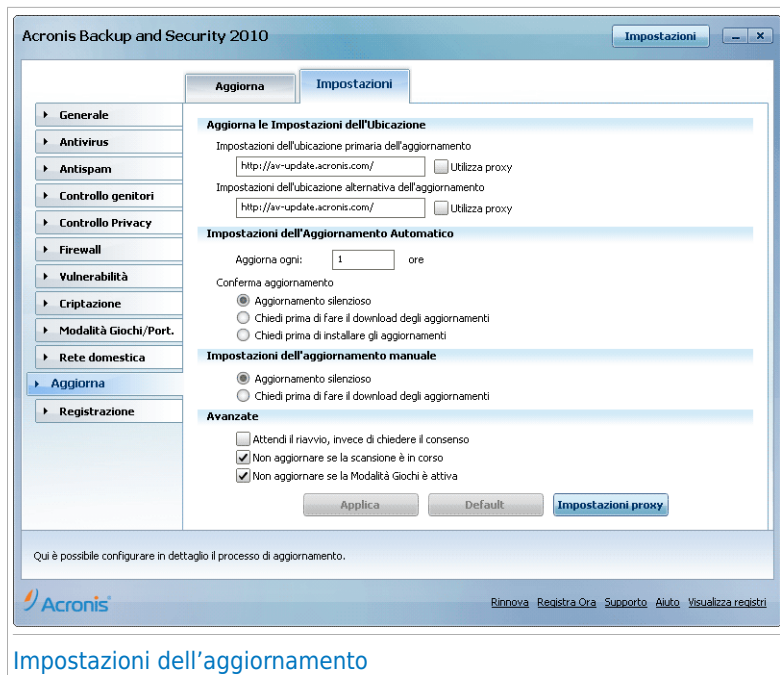 Acronis Backup and Security 2010
Impostazioni
Aggiorna
Impostazioni
Generale
Antivirus
Antispam
Controllo genitori
Controllo Privacy
Firewall
Vulnerabilità
Criptazione
Modalità Giochi/Port.
Rete domestica
Aggiorna
Registrazione
Aggiorna le Impostazioni dell'Ubicazione
Impostazioni dell'ubicazione primaria dell'aggiornamento
http://av-update.acronis.com/ Utilizza proxy
Impostazioni dell'ubicazione alternativa dell'aggiornamento
http://av-update.acronis.com/ Utilizza proxy
Impostazioni dell'Aggiornamento Automatico
Aggiorna ogni: 1 ore
Conferma aggiornamento
Aggiornamento silenzioso
Chiedi prima di fare il download degli aggiornamenti
Chiedi prima di installare gli aggiornamenti
Impostazioni dell'aggiornamento manuale
Aggiornamento silenzioso
Chiedi prima di fare il download degli aggiornamenti
Avanzate
Attendi il riavvio, invece di chiedere il consenso
Non aggiornare se la scansione è in corso
Non aggiornare se la Modalità Giochi è attiva
Applica Default Impostazioni proxy
Qui è possibile configurare in dettaglio il processo di aggiornamento.
Acronis
Rinnova Registra Ora Supporto Aiuto Visualizza registri
Impostazioni dell’aggiornamento